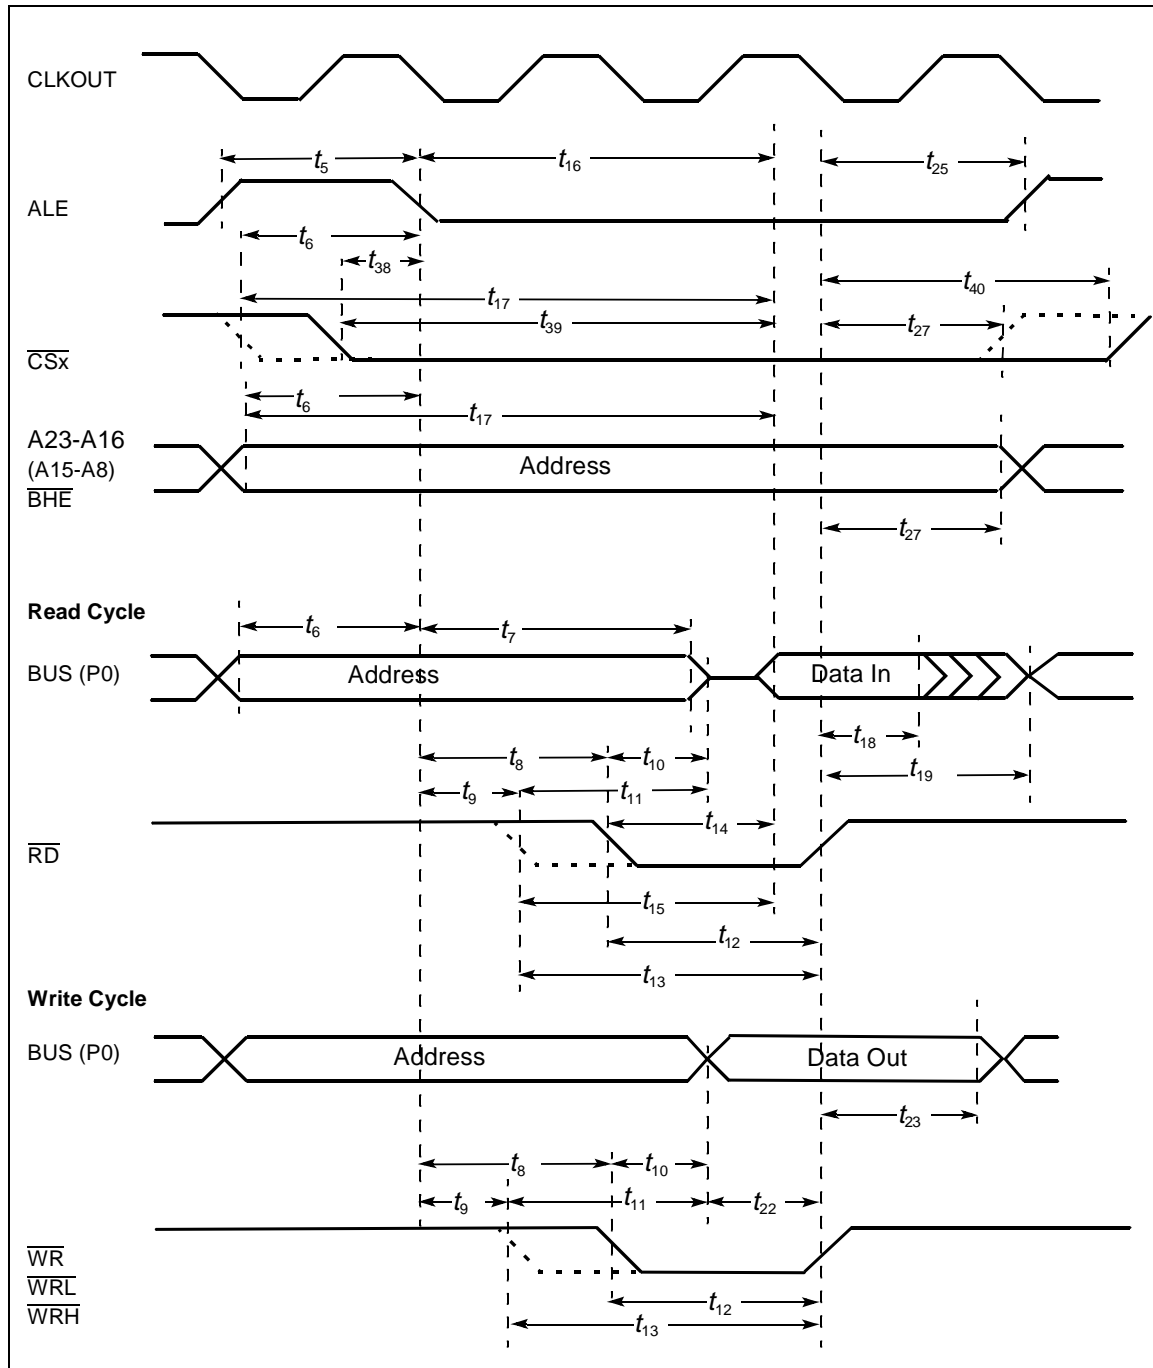 CLKOUT
t5
t16
t25
ALE
t6
t38
t40
t17
t39
t27
CSx
t6
t17
A23-A16
(A15-A8)
BHE
Address
t27
Read Cycle
t6
t7
BUS (P0)
Address
Data In
t18
t8
t10
t19
t9
t11
t14
RD
t15
t12
t13
Write Cycle
BUS (P0)
Address
Data Out
t23
t8
t10
t9
t11
t22
WR
WRL
WRH
t12
t13